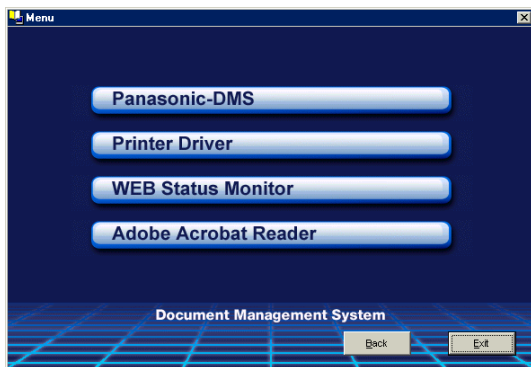 Menu
Panasonic-DMS
Printer Driver
WEB Status Monitor
Adobe Acrobat Reader
Document Management System
Back
Exit